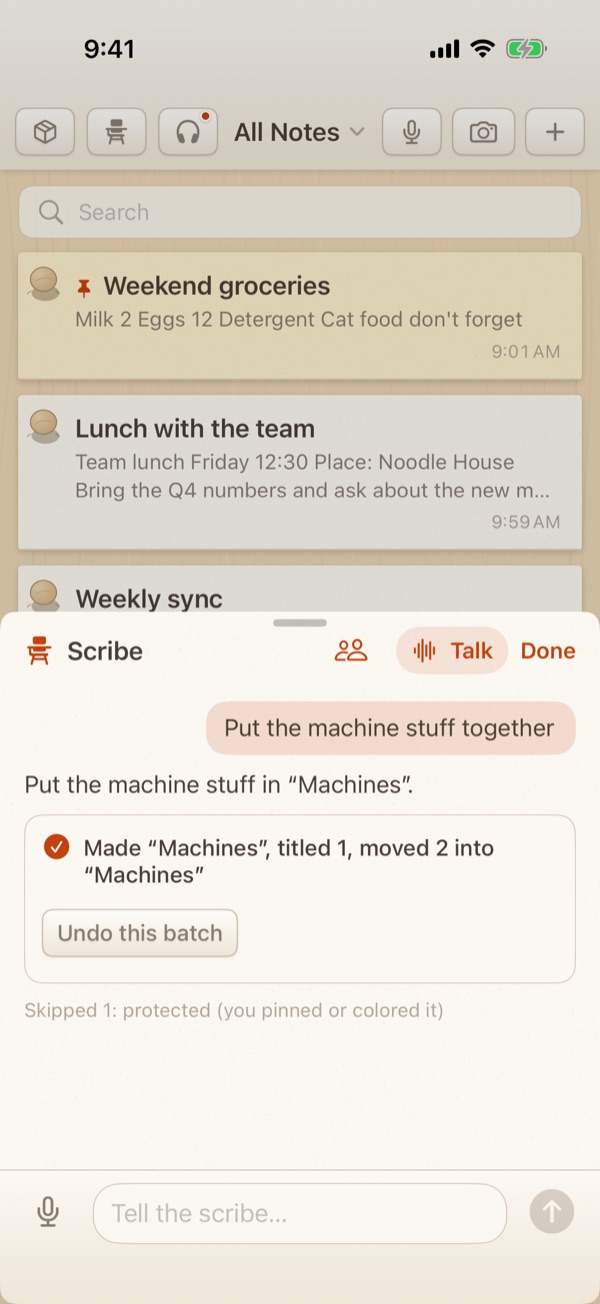 9:41
All Notes
Search
Weekend groceries
Milk 2 Eggs 12 Detergent Cat food don't forget
9:01 AM
Lunch with the team
Team lunch Friday 12:30 Place: Noodle House
Bring the Q4 numbers and ask about the new m...
9:59 AM
Weekly sync
Scribe
Talk
Done
Put the machine stuff together
Put the machine stuff in “Machines”.
Made “Machines”, titled 1, moved 2 into
“Machines”
Undo this batch
Skipped 1: protected (you pinned or colored it)
Tell the scribe...